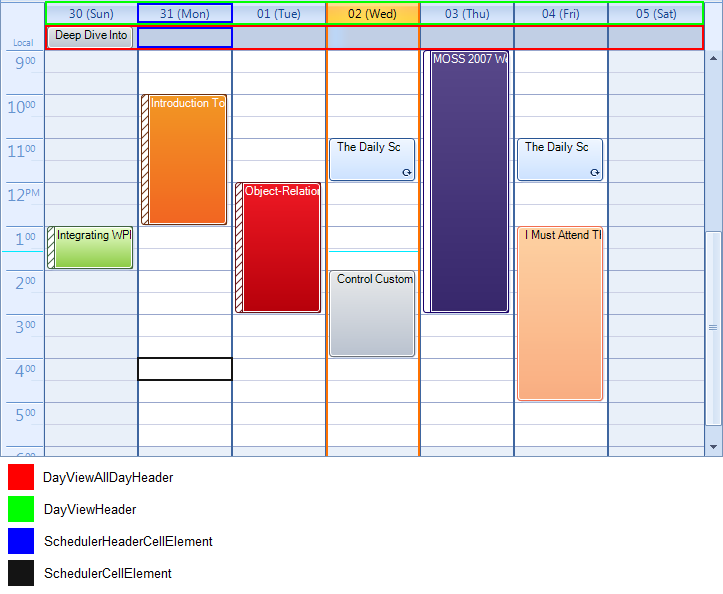 30 (Sun) 31 (Mon) 01 (Tue) 02 (Wed) 03 (Thu) 04 (Fri) 05 (Sat)
Local Deep Dive Into
9 00 MOSS 2007 We
10 00 Introduction To
11 00 The Daily Sc The Daily Sc
12 PM Object-Relation
1 00 Integrating WPF I Must Attend Th
2 00 Control Custom
3 00
4 00
5 00
DayViewAllDayHeader
DayViewHeader
SchedulerHeaderCellElement
SchedulerCellElement